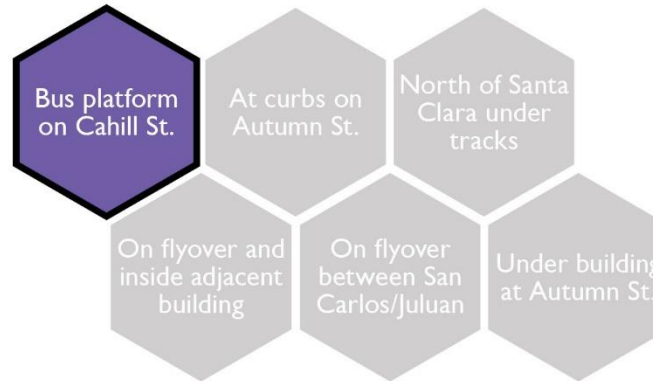 Bus platform
on Cahill St.
At curbs on
Autumn St.
North of Santa
Clara under
tracks
On flyover and
inside adjacent
building
On flyover
between San
Carlos/Juluan
Under building
at Autumn St.